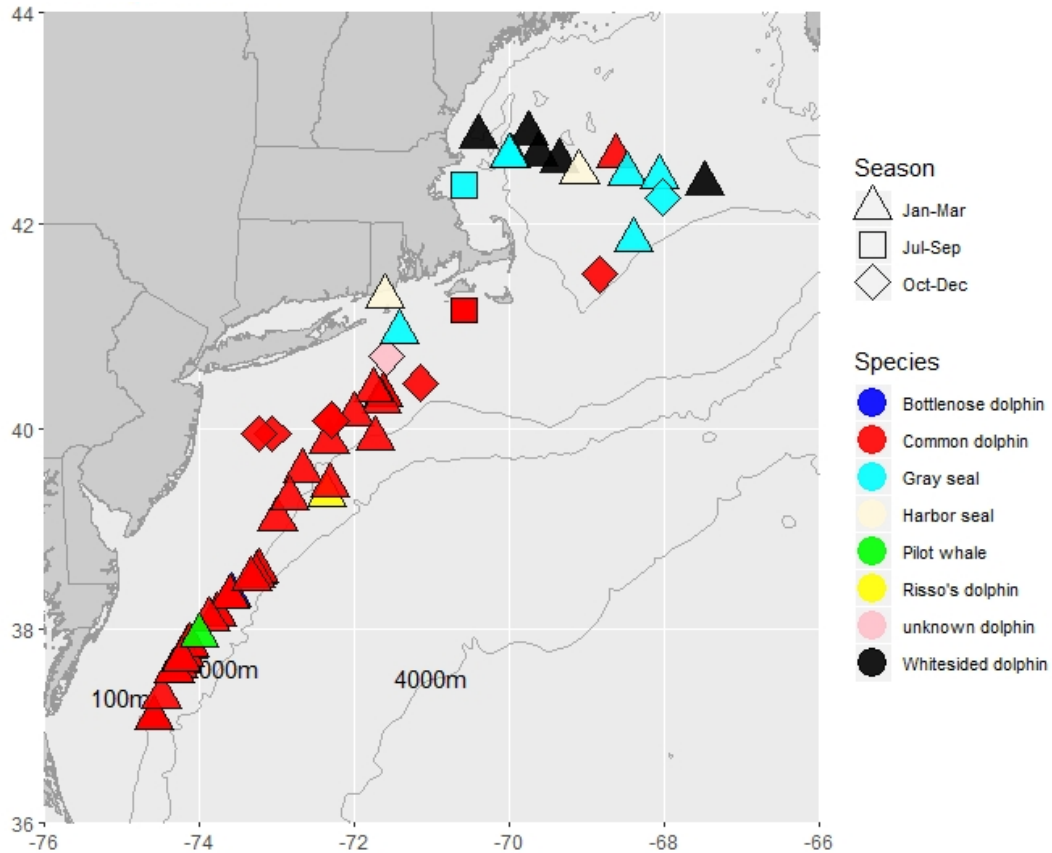 44
42
40
38
36
-76
-74
-72
-70
-68
-66
100m
000m
4000m
Season
Jan-Mar
Jul-Sep
Oct-Dec
Species
Bottlenose dolphin
Common dolphin
Gray seal
Harbor seal
Pilot whale
Risso's dolphin
unknown dolphin
Whitesided dolphin